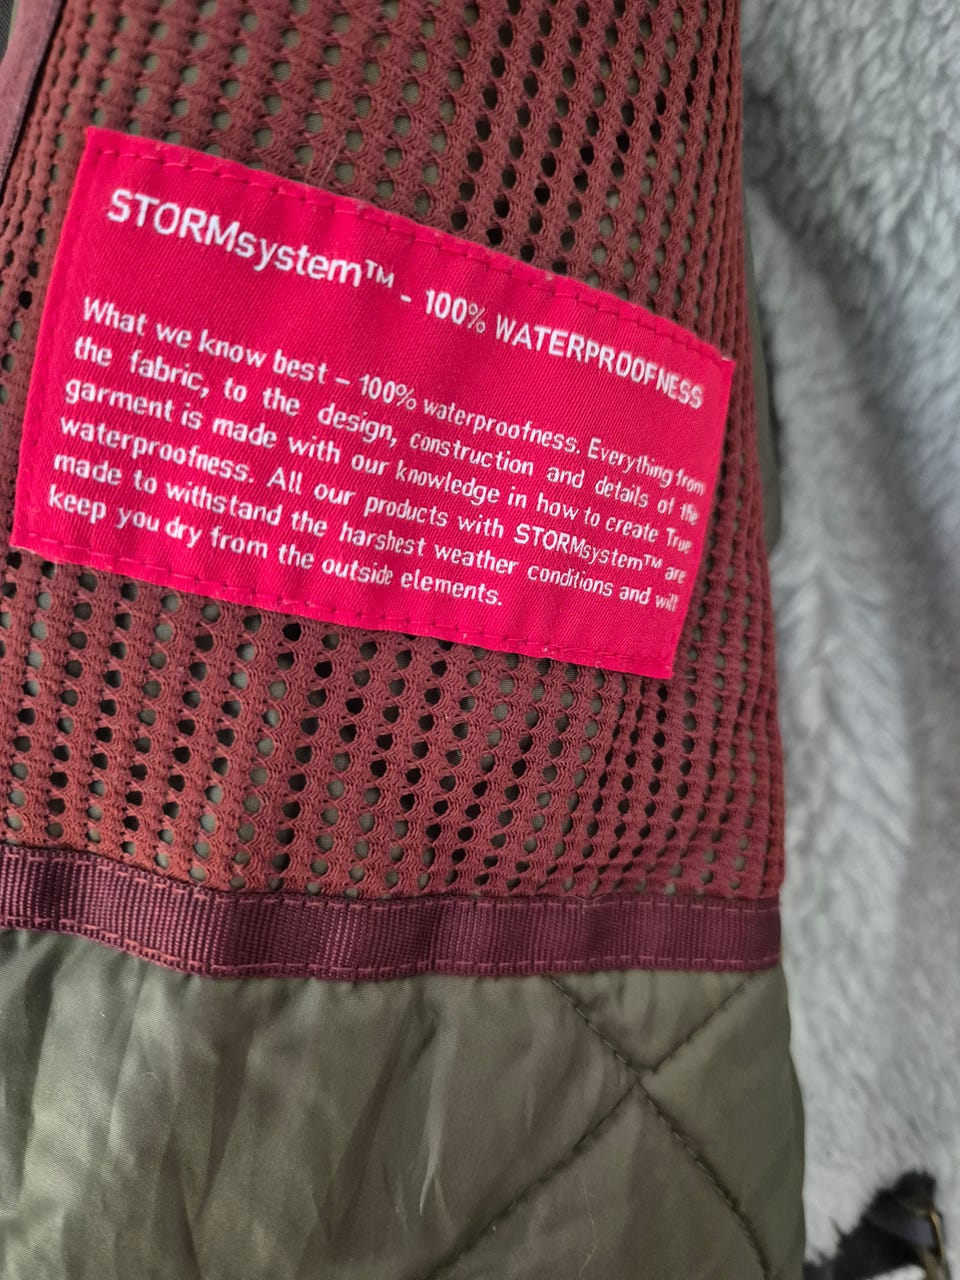 STORMsystem™ - 100% WATERPROOFNESS
What we know best – 100% waterproofness. Everything from
the fabric, to the design, construction and details of the
garment is made with our knowledge in how to create True
waterproofness. All our products with STORMsystem™ are
made to withstand the harshest weather conditions and will
keep you dry from the outside elements.